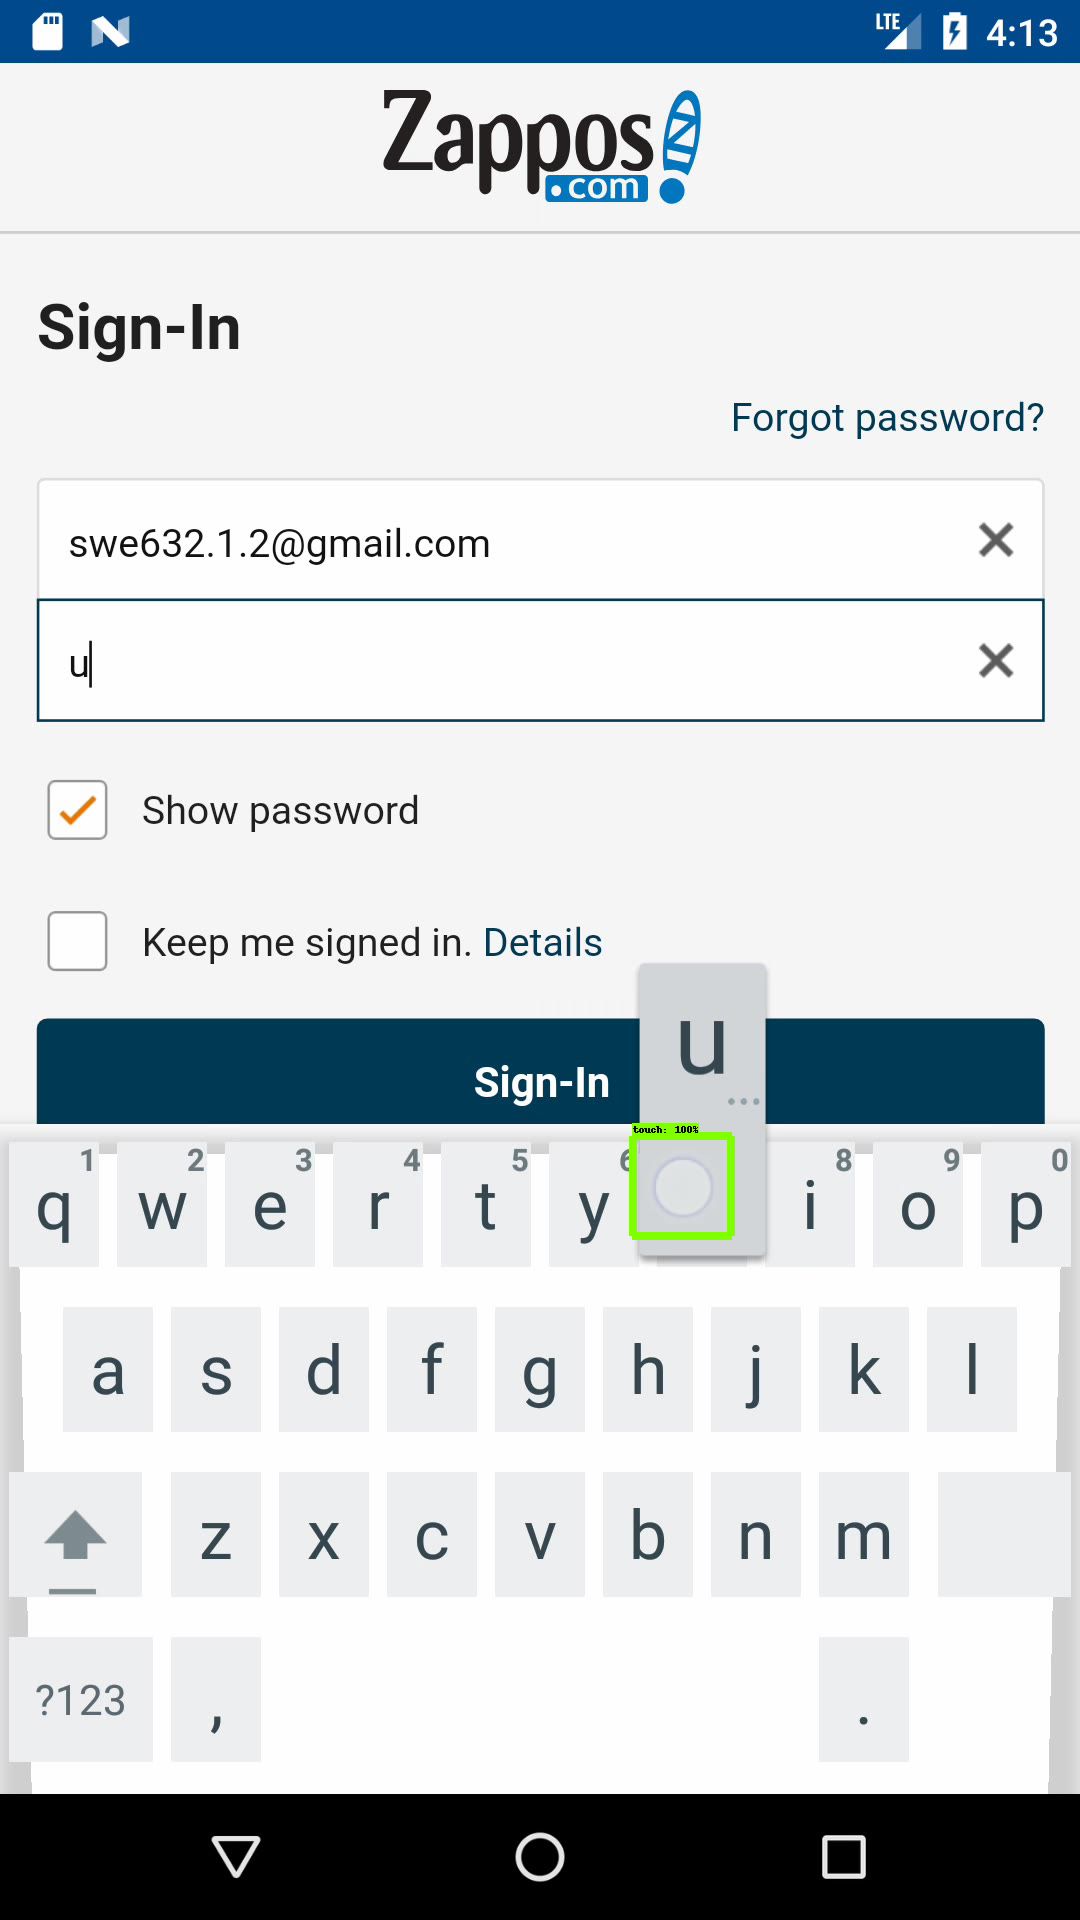 LTE 4:13
Zappos
.com
Sign-In
Forgot password?
swe632.1.2@gmail.com
u
Show password
Keep me signed in. Details
u
Sign-In
...
touch: 100%
1 2 3 4 5 6 8 9 0
q w e r t y i o p
a s d f g h j k l
z x c v b n m
?123 , .